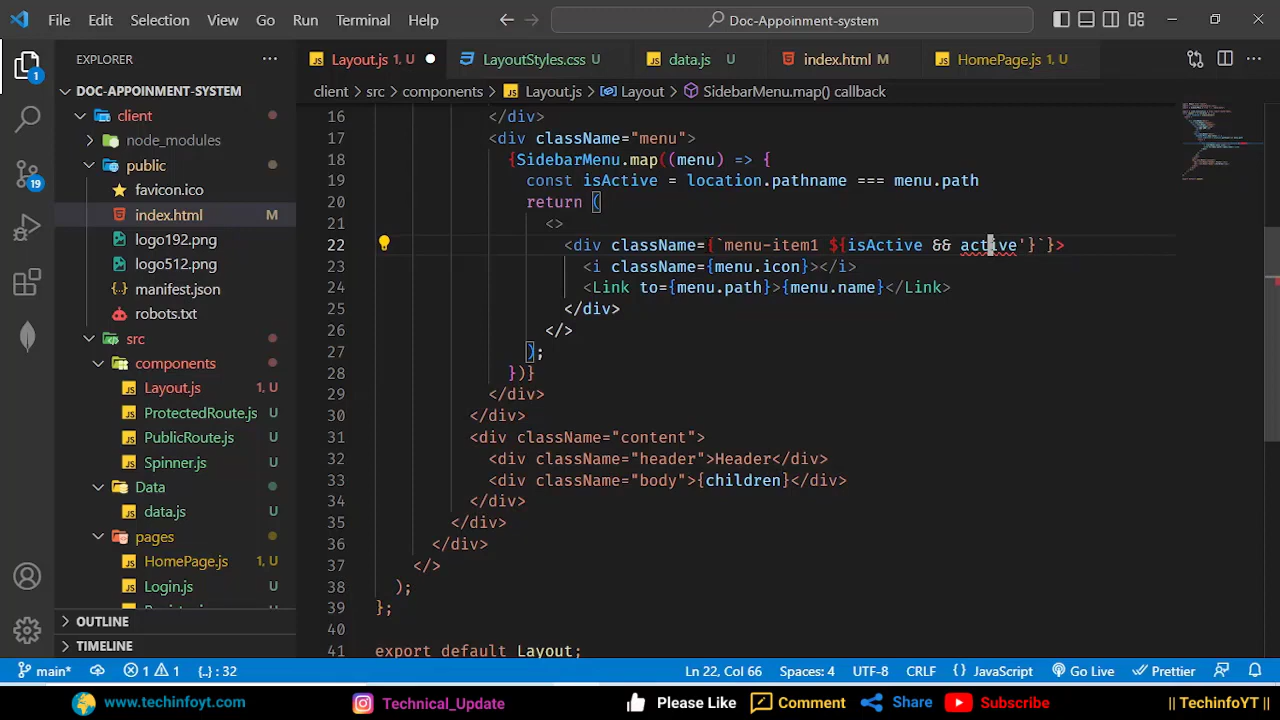 File Edit Selection View Go Run Terminal Help
Doc-Appoinment-system
EXPLORER
Layout.js 1, U
LayoutStyles.css U
data.js U
index.html M
HomePage.js 1, U
DOC-APPOINMENT-SYSTEM
client > src > components > Layout.js > Layout > SidebarMenu.map() callback
client
node_modules
public
favicon.ico
index.html M
logo192.png
logo512.png
manifest.json
robots.txt
src
components
Layout.js 1, U
ProtectedRoute.js U
PublicRoute.js U
Spinner.js U
Data
data.js U
pages
HomePage.js 1, U
Login.js U
OUTLINE
TIMELINE
1
19
16 </div>
17 <div className="menu">
18 {SidebarMenu.map((menu) => {
19 const isActive = location.pathname === menu.path
20 return (
21 <>
22 <div className={`menu-item1 ${isActive && active'}`}>
23 <i className={menu.icon}></i>
24 <Link to={menu.path}>{menu.name}</Link>
25 </div>
26 </>
27 );
28 })}
29 </div>
30 </div>
31 <div className="content">
32 <div className="header">Header</div>
33 <div className="body">{children}</div>
34 </div>
35 </div>
36 </div>
37 </>
38 );
39 };
40
41 export default Layout;
main* 1 1 {..} : 32 Ln 22, Col 66 Spaces: 4 UTF-8 CRLF {} JavaScript Go Live Prettier
www.techinfoyt.com Technical_Update Please Like Comment Share Subscribe || TechinfoYT ||